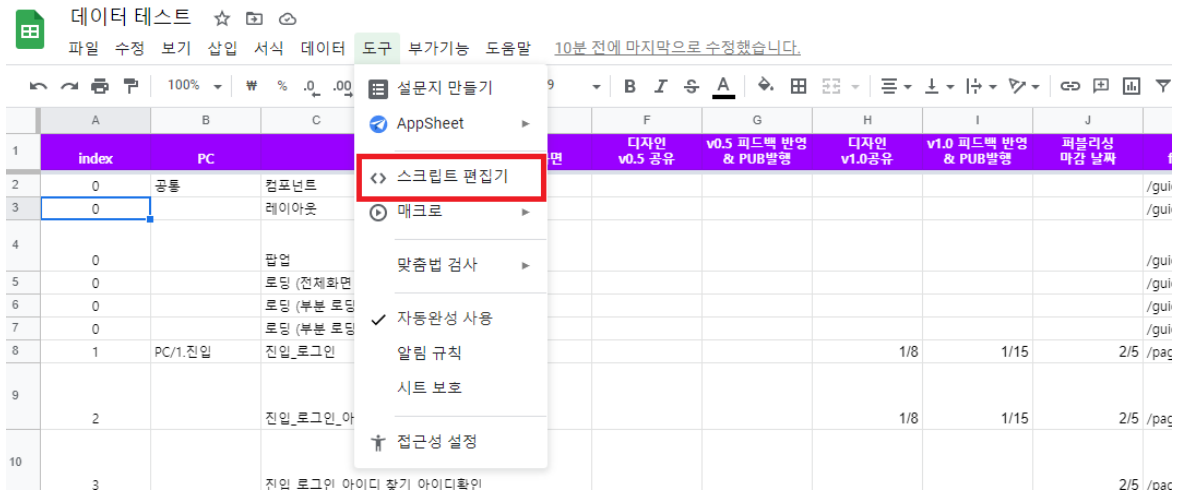 데이터 테스트
파일 수정 보기 삽입 서식 데이터 도구 부가기능 도움말 10분 전에 마지막으로 수정했습니다.
100% ₩ % .0 .00 9 B I S A
설문지 만들기
AppSheet
스크립트 편집기
매크로
맞춤법 검사
자동완성 사용
알림 규칙
시트 보호
접근성 설정
A B C F G H I J
1 index PC 면 디자인 v0.5 피드백 반영 디자인 v1.0 피드백 반영 퍼블리싱
v0.5 공유 & PUB발행 v1.0공유 & PUB발행 마감 날짜 f
2 0 공통 컴포넌트 /gui
3 0 레이아웃 /gui
4 0 팝업 /gui
5 0 로딩 (전체화면 /gui
6 0 로딩 (부분 로딩 /gui
7 0 로딩 (부분 로딩 /gui
8 1 PC/1.진입 진입_로그인 1/8 1/15 2/5 /pag
9 2 진입_로그인_아 1/8 1/15 2/5 /pag
10 3 진입_로그인_아이디 찾기_아이디확인 2/5 /pag